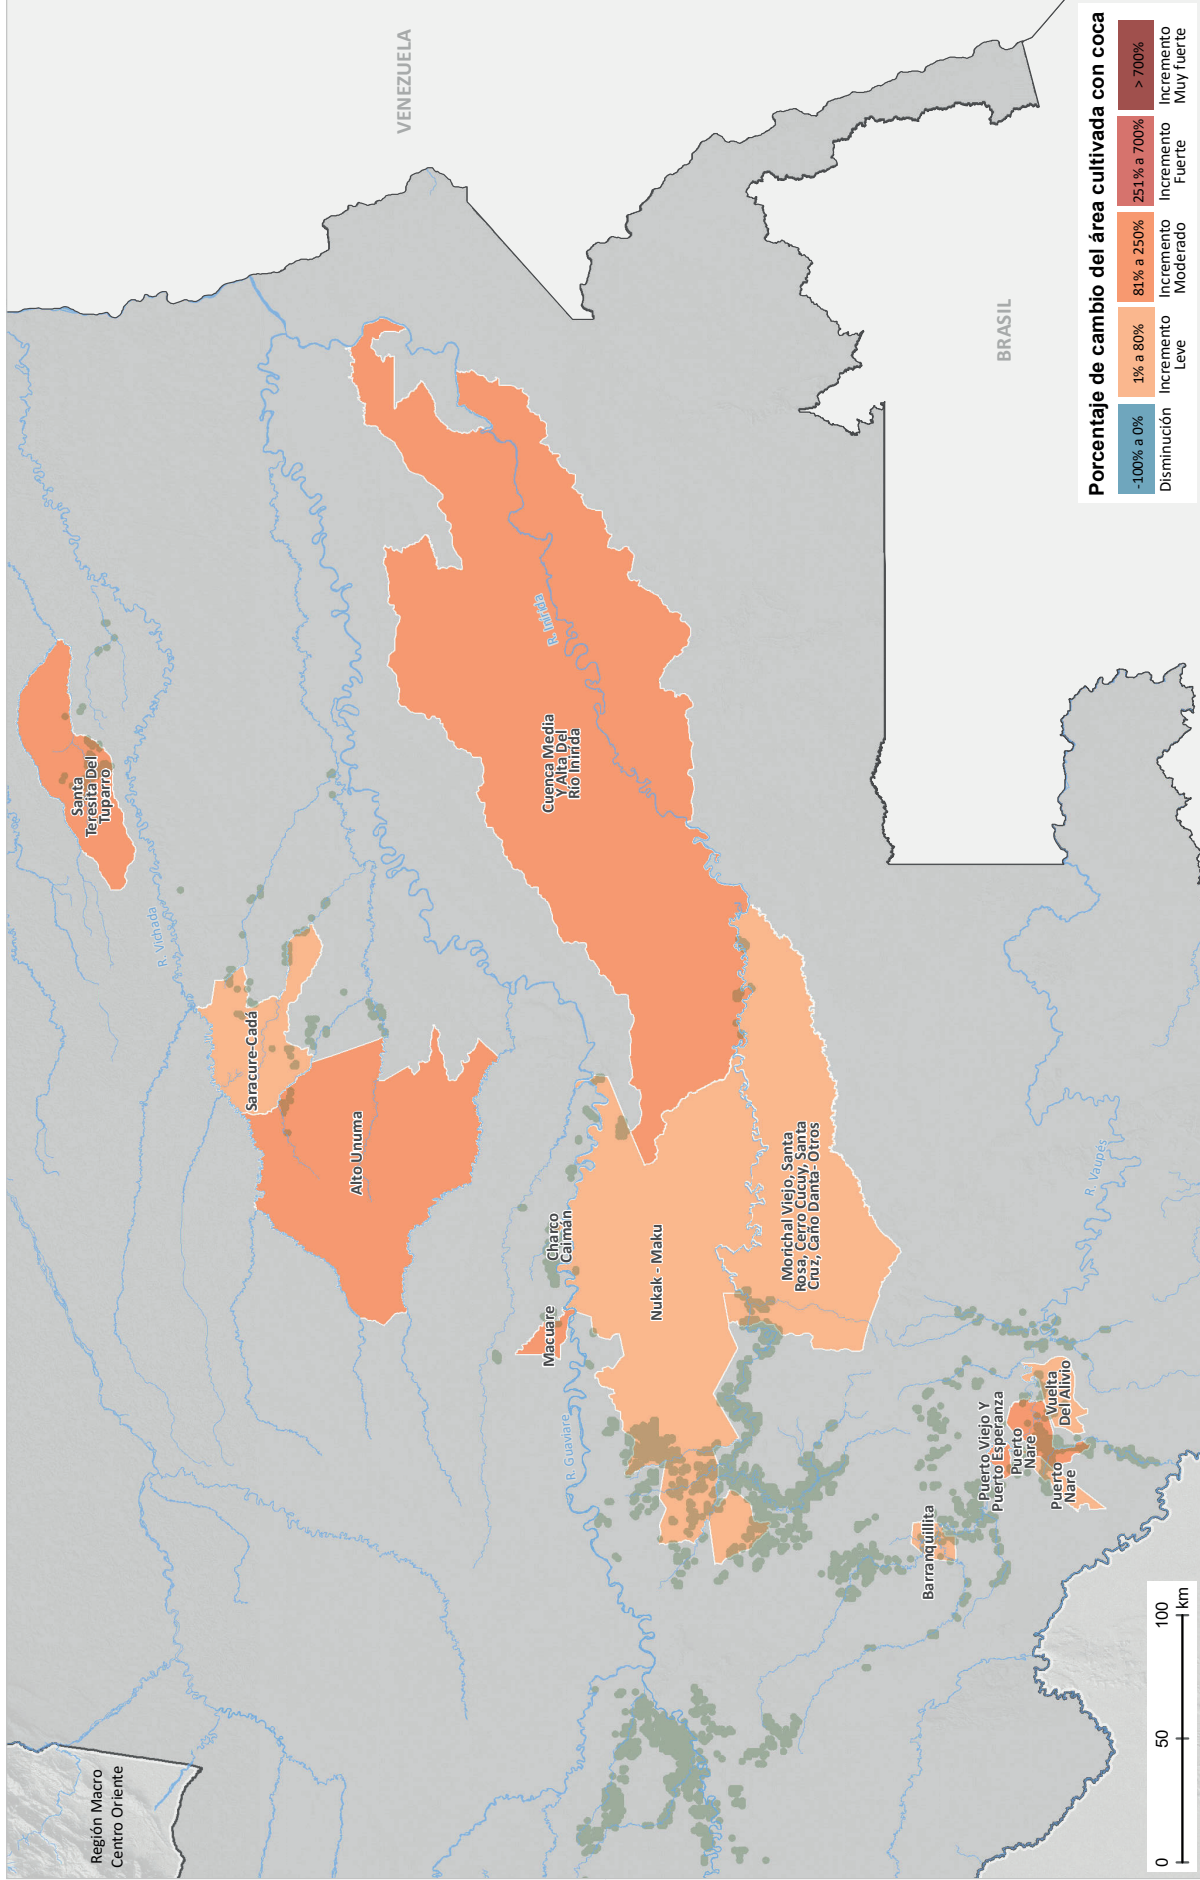 VENEZUELA
BRASIL
Región Macro
Centro Oriente
Santa
Teresita Del
Tuparro
R. Vichada
Saracure-Cadá
Alto Unuma
Cuenca Media
Y Alta Del
Río Inírida
R. Inírida
Charco
Caimán
Macuare
R. Guaviare
Nukak - Maku
Morichal Viejo, Santa
Rosa, Cerro Cucuy, Santa
Cruz, Caño Danta- Otros
R. Vaupés
Barranquillita
Puerto Viejo Y
Puerto Esperanza
Puerto
Nare
Vuelta
Del Alivio
Puerto
Nare
Porcentaje de cambio del área cultivada con coca
-100% a 0%
1% a 80%
81% a 250%
251% a 700%
> 700%
Disminución
Incremento
Leve
Incremento
Moderado
Incremento
Fuerte
Incremento
Muy fuerte
0
50
100
km